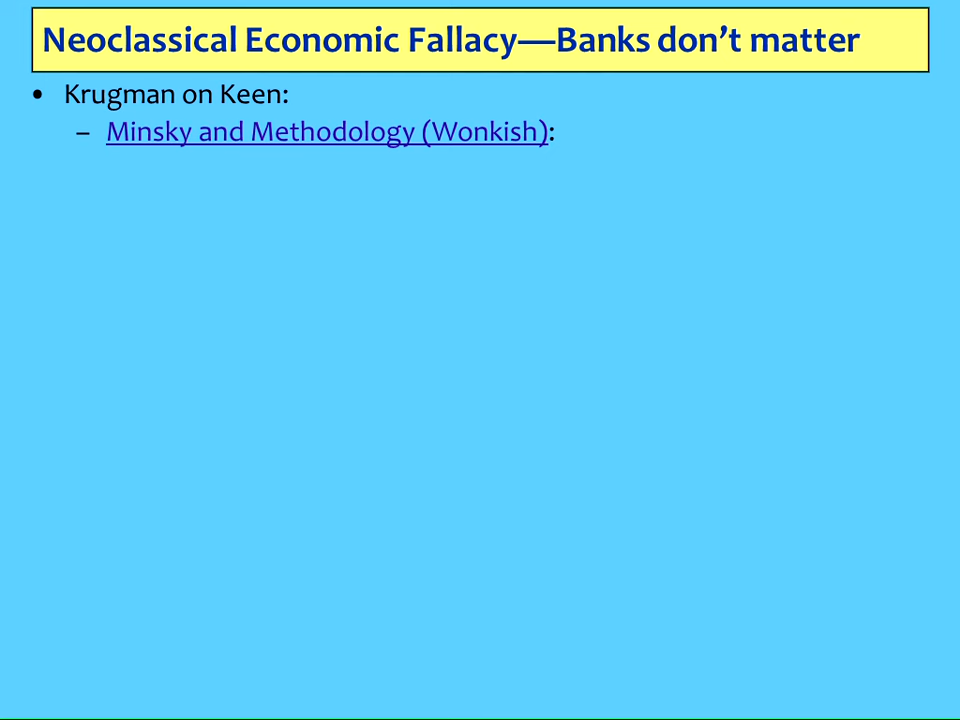 Neoclassical Economic Fallacy—Banks don’t matter
• Krugman on Keen:
– Minsky and Methodology (Wonkish):